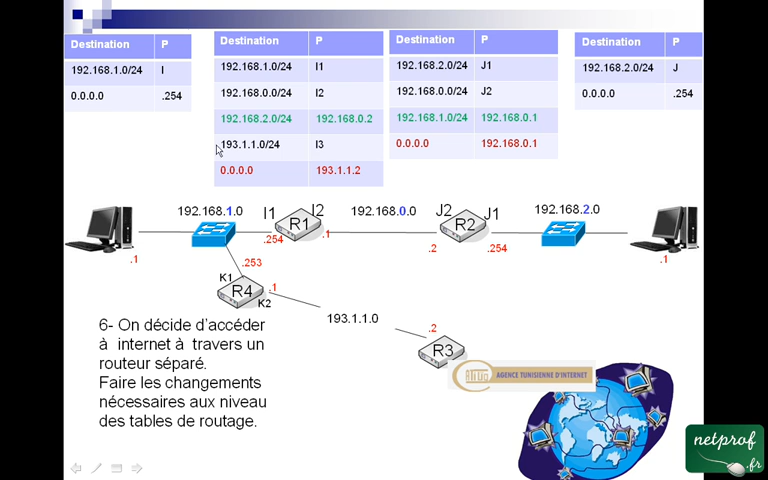 Destination P
192.168.1.0/24 I
0.0.0.0 .254
Destination P
192.168.1.0/24 I1
192.168.0.0/24 I2
192.168.2.0/24 192.168.0.2
193.1.1.0/24 I3
0.0.0.0 193.1.1.2
Destination P
192.168.2.0/24 J1
192.168.0.0/24 J2
192.168.1.0/24 192.168.0.1
0.0.0.0 192.168.0.1
Destination P
192.168.2.0/24 J
0.0.0.0 .254
192.168.1.0 I1 I2 192.168.0.0 J2 J1 192.168.2.0
R1 R2
.1 .254 .1 .2 .254 .1
.253
K1
R4 .1
K2
193.1.1.0
.2
R3
6- On décide d'accéder
à internet à travers un
routeur séparé.
Faire les changements
nécessaires aux niveau
des tables de routage.
AGENCE TUNISIENNE D'INTERNET
netprof
.fr